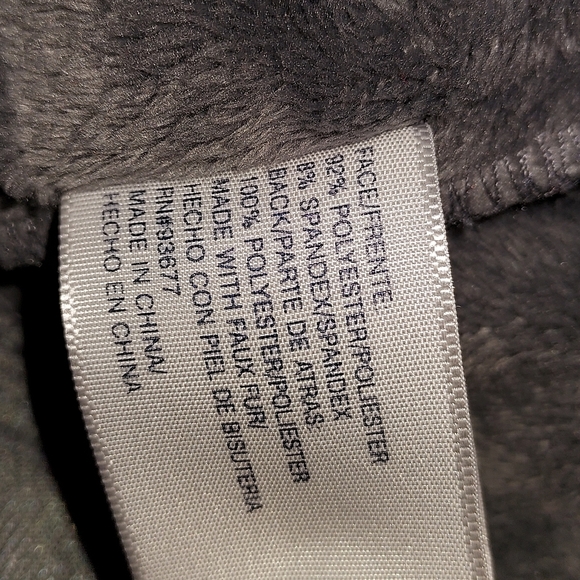 FACE/FRENTE
92% POLYESTER/POLIESTER
8% SPANDEX/SPANDEX
BACK/PARTE DE ATRAS
100% POLYESTER/POLIESTER
MADE WITH FAUX FUR/
HECHO CON PIEL DE BISUTERIA
RN#93677
MADE IN CHINA/
HECHO EN CHINA